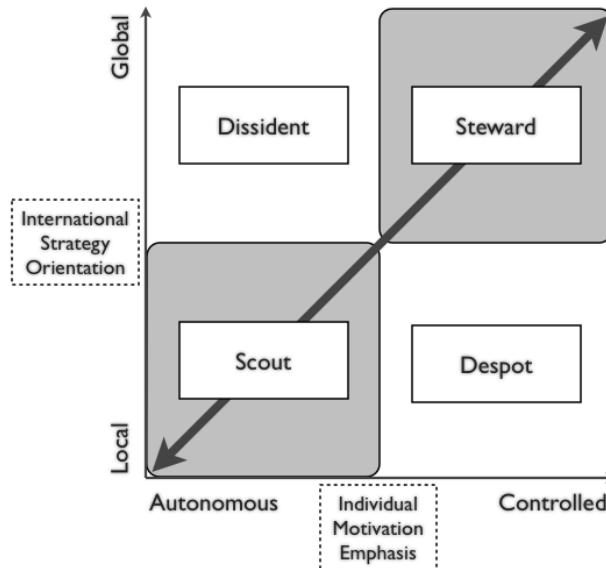 Global
Dissident
Steward
International
Strategy
Orientation
Scout
Despot
Local
Autonomous
Individual
Motivation
Emphasis
Controlled